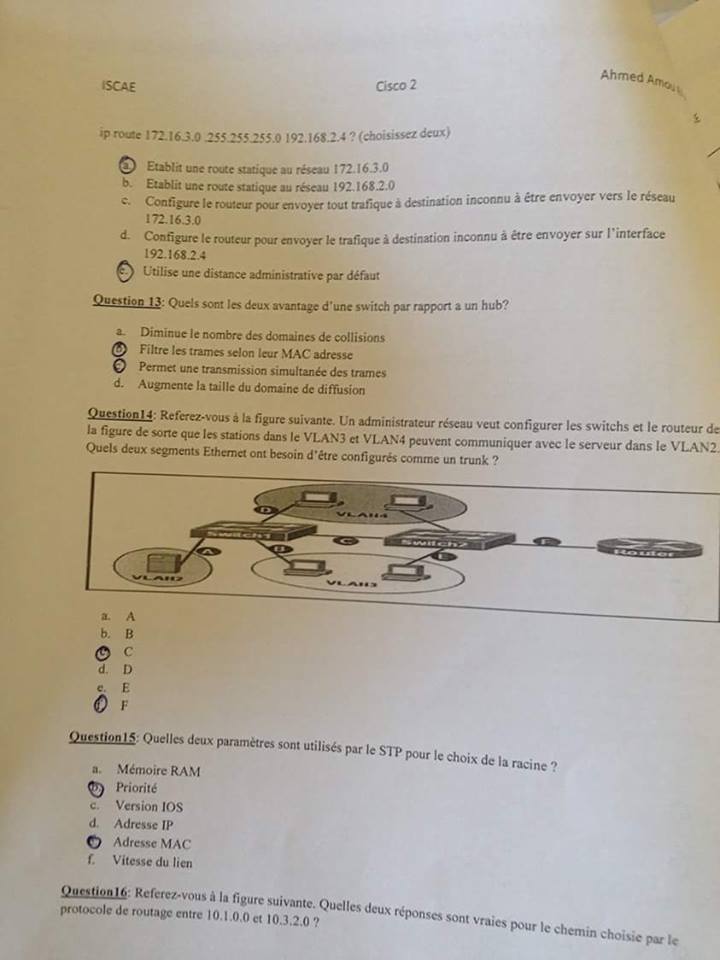 ISCAE Cisco 2 Ahmed
ip route 172.16.3.0 .255.255.255.0 192.168.2.4 ? (choisissez deux)
a. Etablit une route statique au réseau 172.16.3.0
b. Etablit une route statique au réseau 192.168.2.0
c. Configure le routeur pour envoyer tout trafique à destination inconnu à être envoyer vers le réseau
172.16.3.0
d. Configure le routeur pour envoyer le trafique à destination inconnu à être envoyer sur l'interface
192.168.2.4
e. Utilise une distance administrative par défaut
Question 13: Quels sont les deux avantage d'une switch par rapport a un hub?
a. Diminue le nombre des domaines de collisions
b. Filtre les trames selon leur MAC adresse
c. Permet une transmission simultanée des trames
d. Augmente la taille du domaine de diffusion
Question14: Referez-vous à la figure suivante. Un administrateur réseau veut configurer les switchs et le routeur de
la figure de sorte que les stations dans le VLAN3 et VLAN4 peuvent communiquer avec le serveur dans le VLAN2.
Quels deux segments Ethernet ont besoin d'être configurés comme un trunk ?
D VLAN4
Switch1 C Switch2 F Router
A B E
VLAN2 VLAN3
a. A
b. B
c. C
d. D
e. E
f. F
Question15: Quelles deux paramètres sont utilisés par le STP pour le choix de la racine ?
a. Mémoire RAM
b. Priorité
c. Version IOS
d. Adresse IP
e. Adresse MAC
f. Vitesse du lien
Question16: Referez-vous à la figure suivante. Quelles deux réponses sont vraies pour le chemin choisie par le
protocole de routage entre 10.1.0.0 et 10.3.2.0 ?